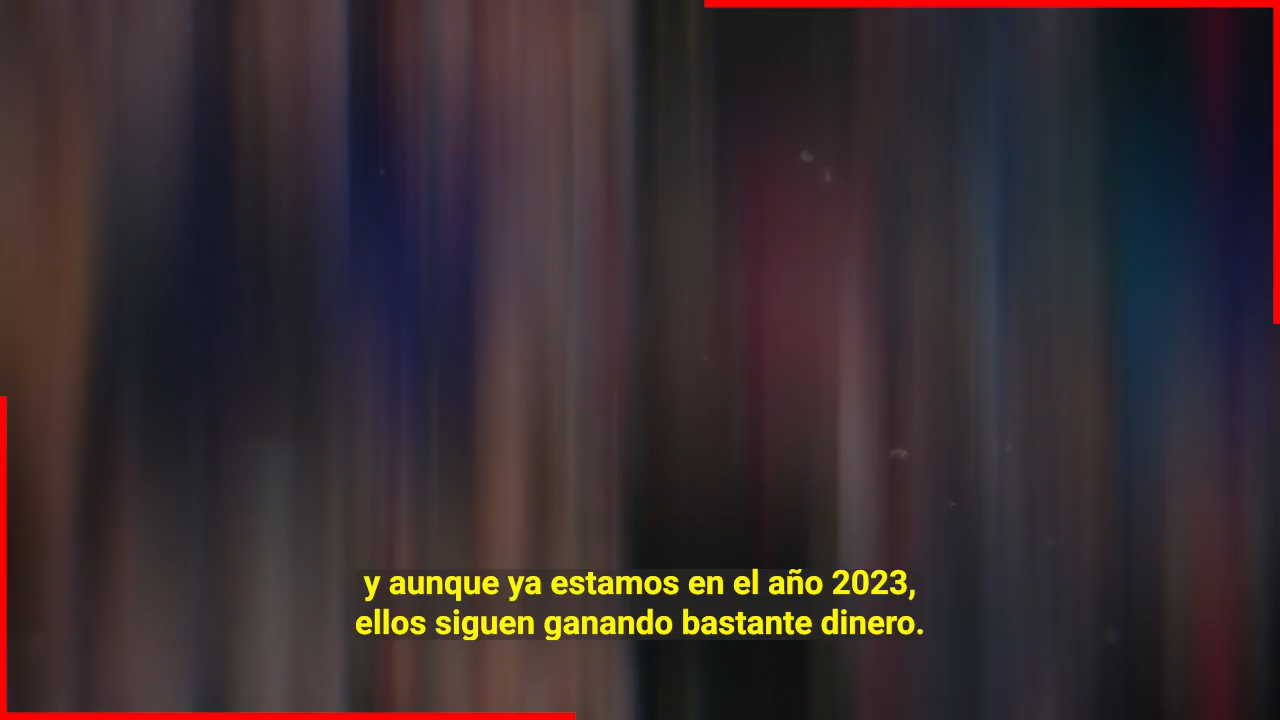 y aunque ya estamos en el año 2023,
ellos siguen ganando bastante dinero.